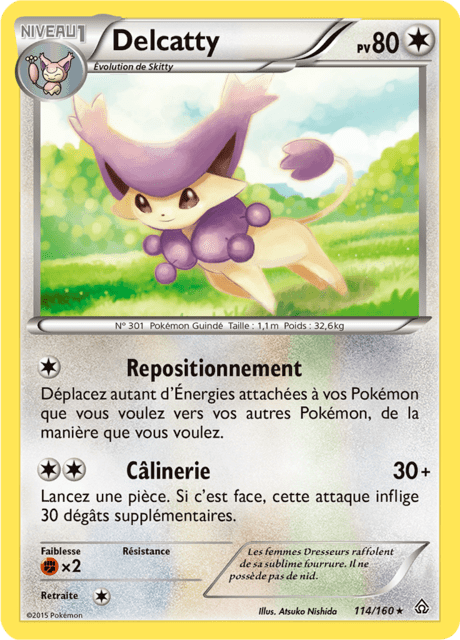 NIVEAU 1
Delcatty
PV 80
Évolution de Skitty
N° 301 Pokémon Guindé Taille : 1,1m Poids : 32,6kg
Repositionnement
Déplacez autant d'Énergies attachées à vos Pokémon
que vous voulez vers vos autres Pokémon, de la
manière que vous voulez.
Câlinerie 30+
Lancez une pièce. Si c'est face, cette attaque inflige
30 dégâts supplémentaires.
Faiblesse Résistance
×2
Les femmes Dresseurs raffolent
de sa sublime fourrure. Il ne
possède pas de nid.
Retraite
©2015 Pokémon
Illus. Atsuko Nishida
114/160 ★